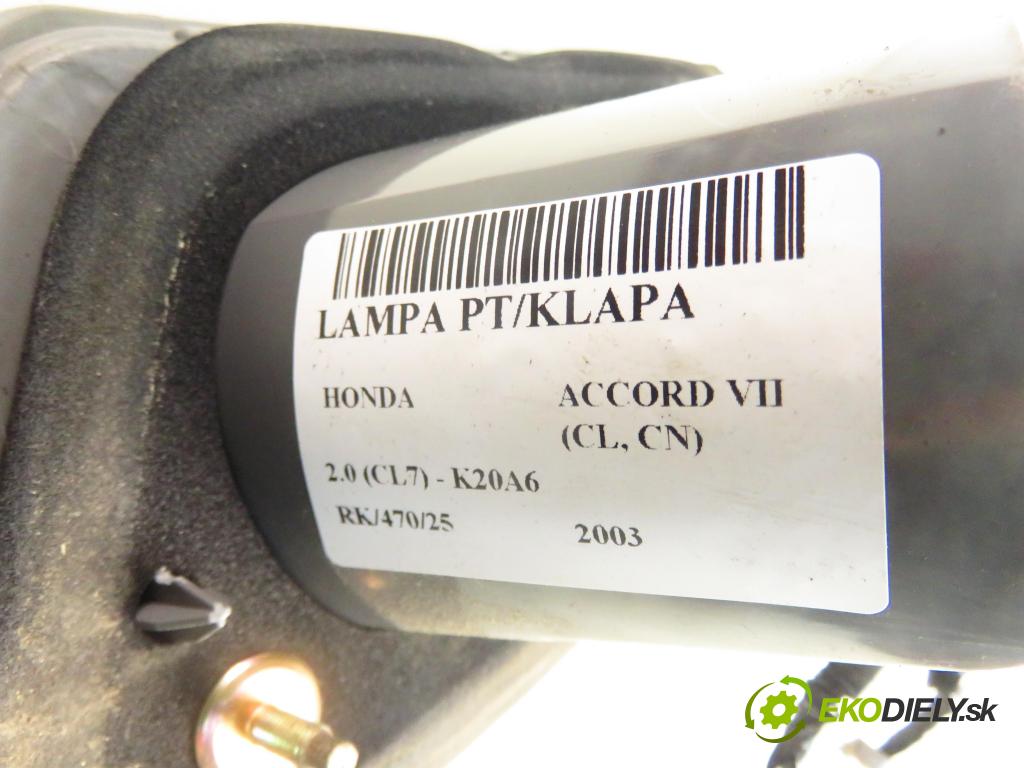 LAMPA PT/KLAPA
HONDA ACCORD VII
(CL, CN)
2.0 (CL7) - K20A6
RK/470/25 2003
EKODIELY.sk